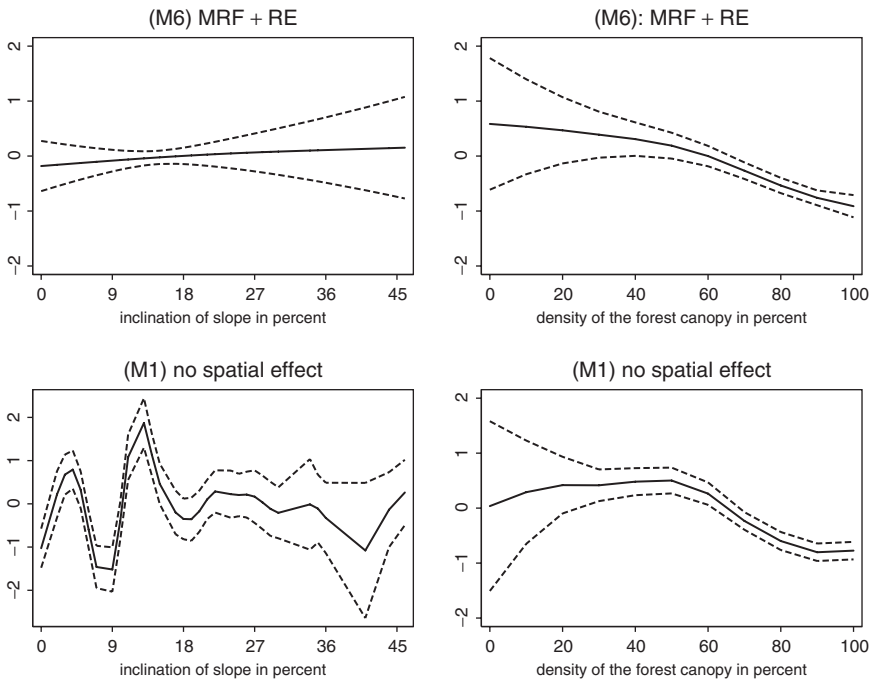 (M6) MRF + RE
2
1
0
−1
−2
0 9 18 27 36 45
inclination of slope in percent
(M6): MRF + RE
2
1
0
−1
−2
0 20 40 60 80 100
density of the forest canopy in percent
(M1) no spatial effect
2
1
0
−1
−2
0 9 18 27 36 45
inclination of slope in percent
(M1) no spatial effect
2
1
0
−1
−2
0 20 40 60 80 100
density of the forest canopy in percent